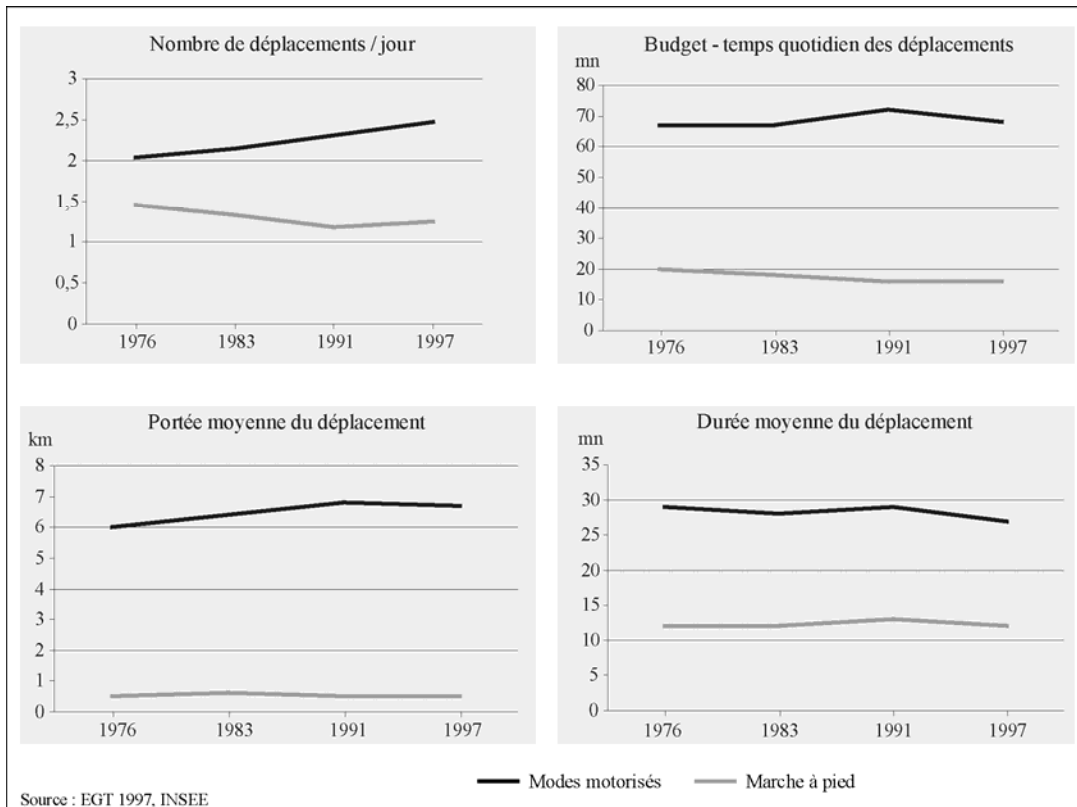 Nombre de déplacements / jour
3
2,5
2
1,5
1
0,5
0
1976 1983 1991 1997
Budget - temps quotidien des déplacements
mn
80
70
60
50
40
30
20
10
0
1976 1983 1991 1997
Portée moyenne du déplacement
km
8
7
6
5
4
3
2
1
0
1976 1983 1991 1997
Durée moyenne du déplacement
mn
35
30
25
20
15
10
5
0
1976 1983 1991 1997
Modes motorisés Marche à pied
Source : EGT 1997, INSEE